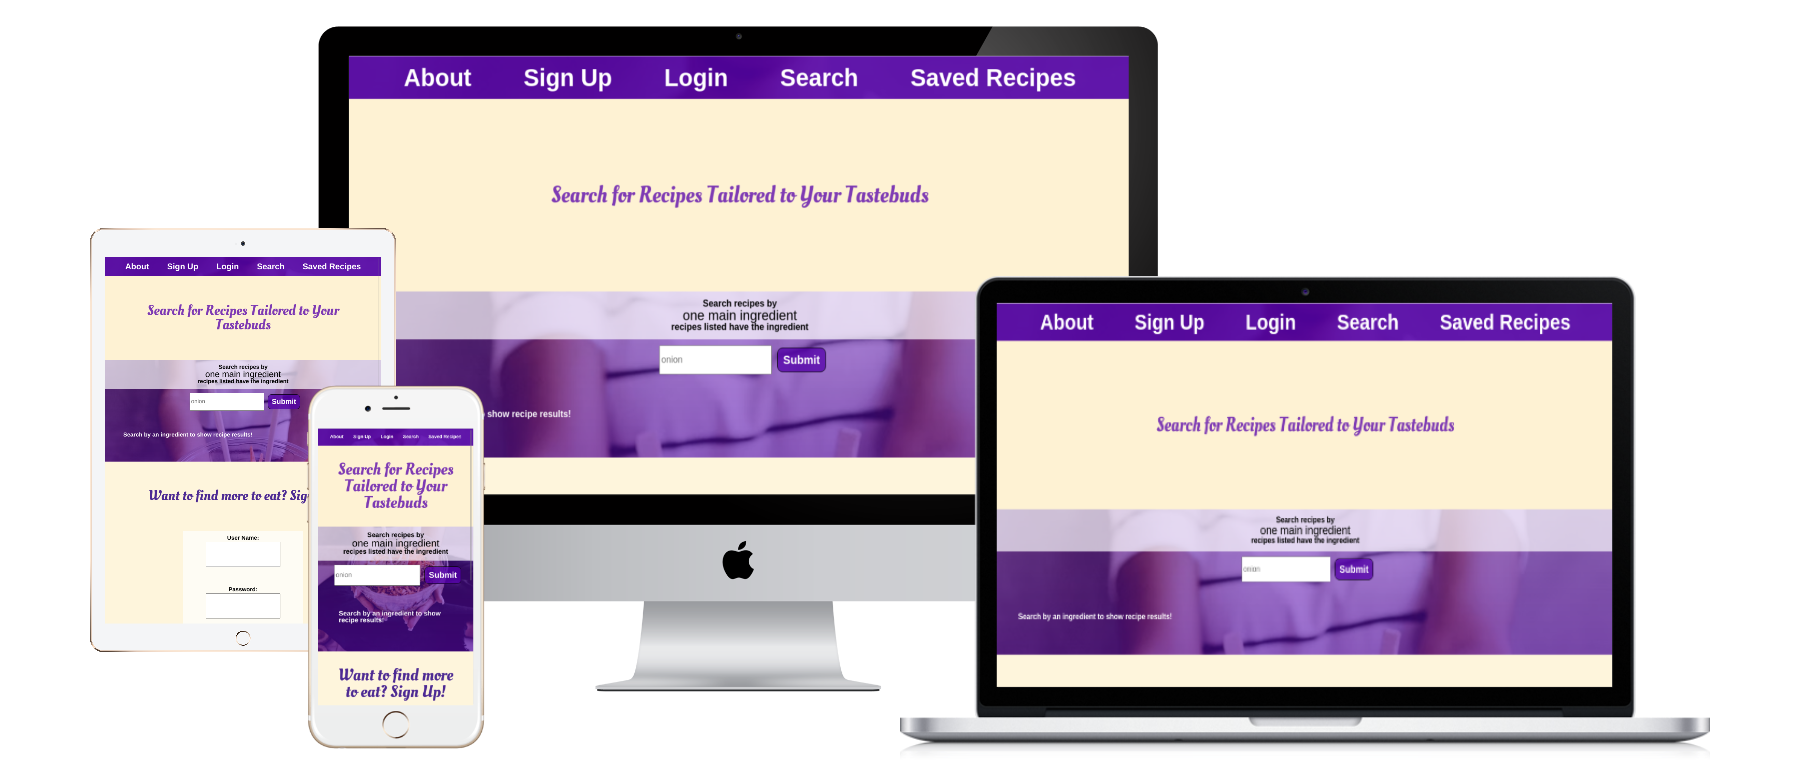 About Sign Up Login Search Saved Recipes
Search for Recipes Tailored to Your Tastebuds
Search recipes by
one main ingredient
recipes listed have the ingredient
onion Submit
show recipe results!
About Sign Up Login Search Saved Recipes
Search for Recipes Tailored to Your
Tastebuds
Search recipes by
one main ingredient
recipes listed have the ingredient
onion Submit
Search by an ingredient to show recipe results!
Want to find more to eat? Sig
User Name:
Password:
About Sign Up Login Search Saved Recipes
Search for Recipes
Tailored to Your
Tastebuds
Search recipes by
one main ingredient
recipes listed have the ingredient
onion Submit
Search by an ingredient to show
recipe results!
Want to find more
to eat? Sign Up!
About Sign Up Login Search Saved Recipes
Search for Recipes Tailored to Your Tastebuds
Search recipes by
one main ingredient
recipes listed have the ingredient
onion Submit
Search by an ingredient to show recipe results!